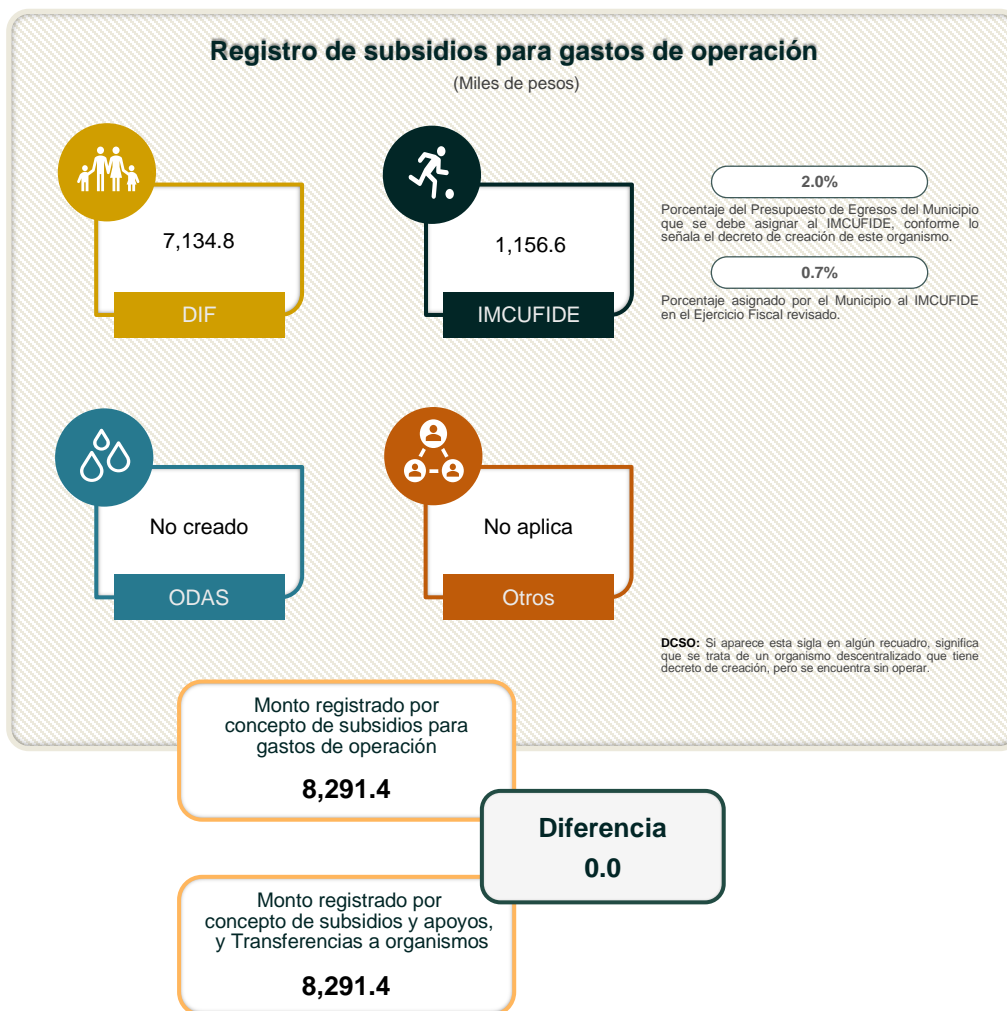 Registro de subsidios para gastos de operación
(Miles de pesos)
7,134.8
DIF
1,156.6
IMCUFIDE
2.0%
Porcentaje del Presupuesto de Egresos del Municipio
que se debe asignar al IMCUFIDE, conforme lo
señala el decreto de creación de este organismo.
0.7%
Porcentaje asignado por el Municipio al IMCUFIDE
en el Ejercicio Fiscal revisado.
No creado
ODAS
No aplica
Otros
DCSO: Si aparece esta sigla en algún recuadro, significa
que se trata de un organismo descentralizado que tiene
decreto de creación, pero se encuentra sin operar.
Monto registrado por
concepto de subsidios para
gastos de operación
8,291.4
Diferencia
0.0
Monto registrado por
concepto de subsidios y apoyos,
y Transferencias a organismos
8,291.4